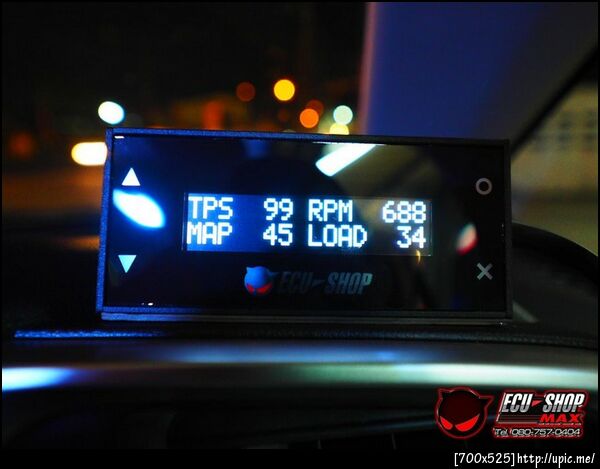 TPS 99 RPM 688
MAP 45 LOAD 34
ECU-SHOP
ECU-SHOP
MAX
Tel. 080-757-0404
[700x525]http://upic.me/